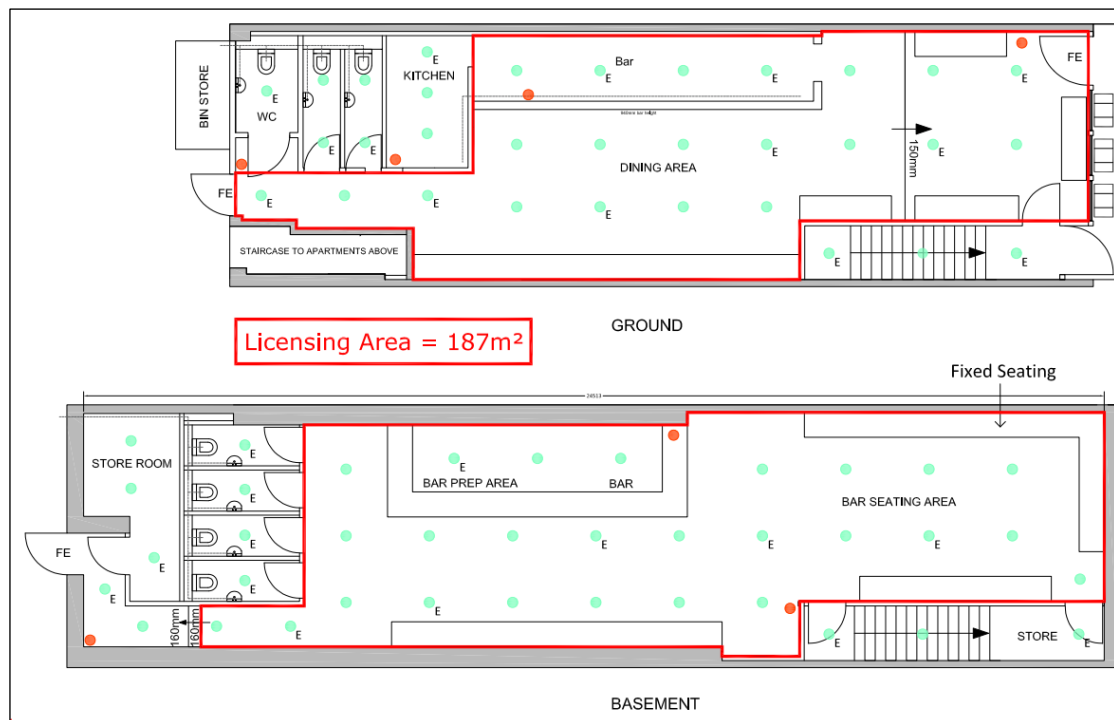 BIN STORE
WC
E
E
E
KITCHEN
E
Bar
E
E
E
FE
E
E
DINING AREA
E
E
150mm
FE
E
E
E
E
STAIRCASE TO APARTMENTS ABOVE
E
E
GROUND
Licensing Area = 187m²
Fixed Seating
STORE ROOM
E
E
E
E
E
BAR PREP AREA
BAR
BAR SEATING AREA
E
E
E
E
E
FE
E
E
160mm
160mm
E
E
E
STORE
E
BASEMENT